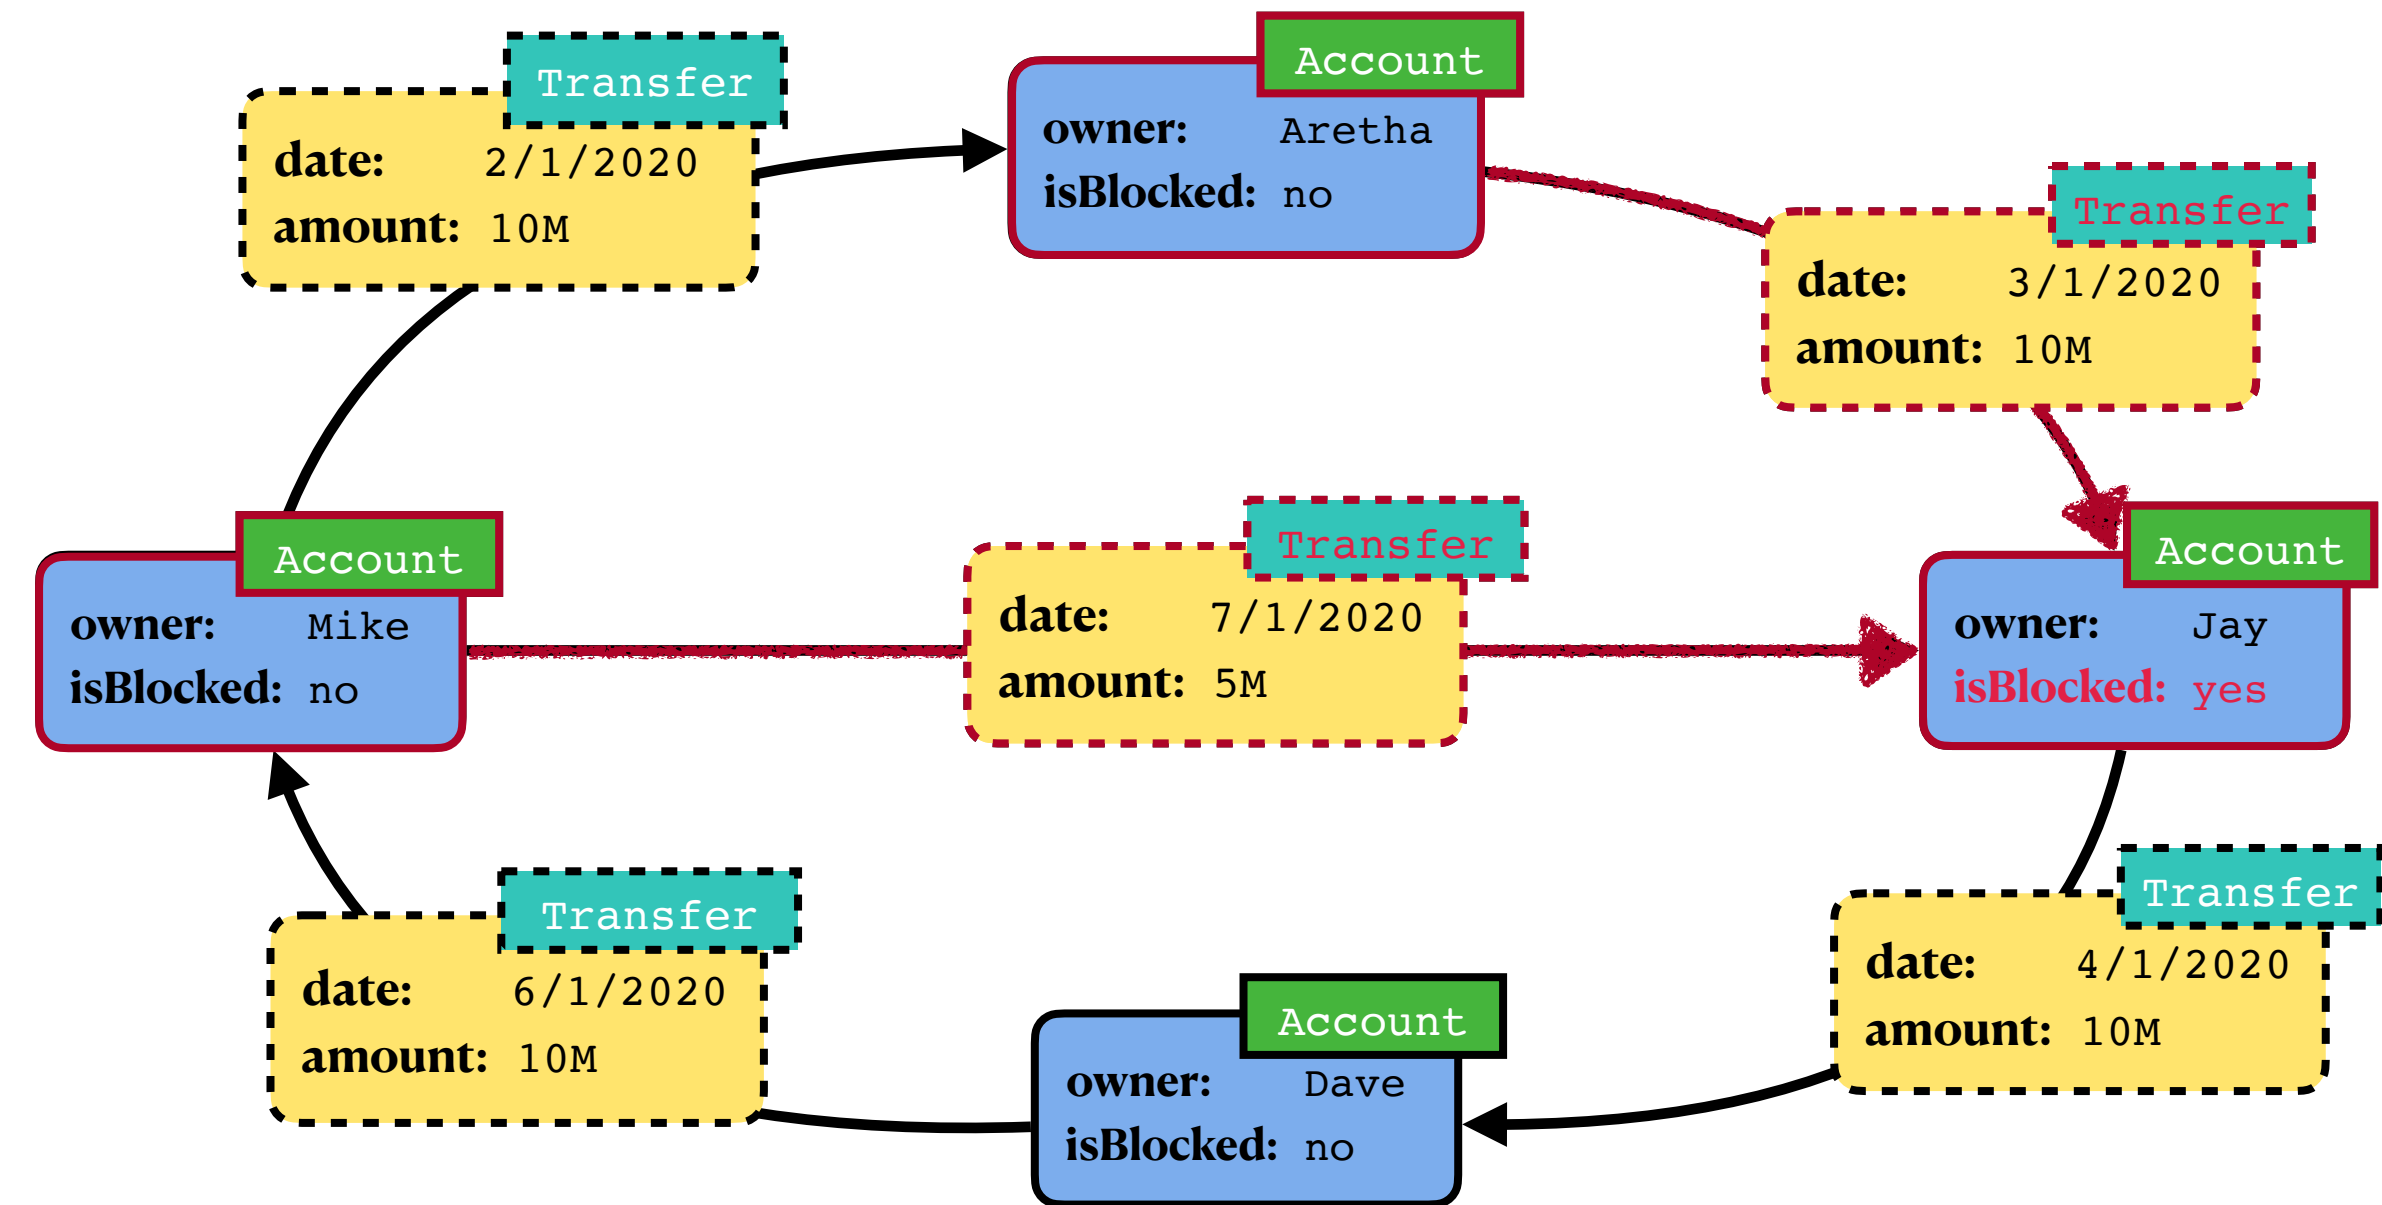 Transfer
date: 2/1/2020
amount: 10M
Account
owner: Aretha
isBlocked: no
Transfer
date: 3/1/2020
amount: 10M
Account
owner: Mike
isBlocked: no
Transfer
date: 7/1/2020
amount: 5M
Account
owner: Jay
isBlocked: yes
Transfer
date: 6/1/2020
amount: 10M
Account
owner: Dave
isBlocked: no
Transfer
date: 4/1/2020
amount: 10M